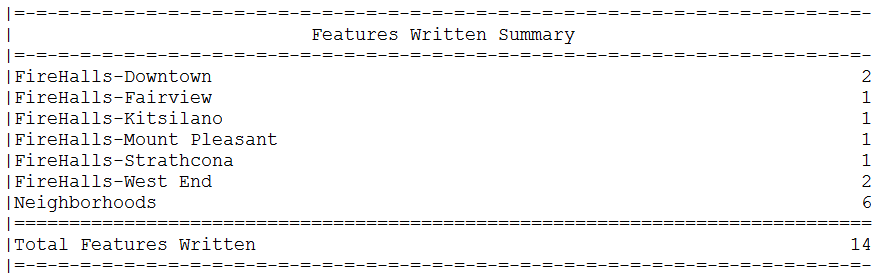 |=-=-=-=-=-=-=-=-=-=-=-=-=-=-=-=-=-=-=-=-=-=-=-=-=-=-=-=-=-=-=-=-=-=-=-=-=-=-=-
|                           Features Written Summary
|=-=-=-=-=-=-=-=-=-=-=-=-=-=-=-=-=-=-=-=-=-=-=-=-=-=-=-=-=-=-=-=-=-=-=-=-=-=-=-
|FireHalls-Downtown                                                           2
|FireHalls-Fairview                                                           1
|FireHalls-Kitsilano                                                          1
|FireHalls-Mount Pleasant                                                     1
|FireHalls-Strathcona                                                         1
|FireHalls-West End                                                           2
|Neighborhoods                                                                6
|==============================================================================
|Total Features Written                                                      14
|=-=-=-=-=-=-=-=-=-=-=-=-=-=-=-=-=-=-=-=-=-=-=-=-=-=-=-=-=-=-=-=-=-=-=-=-=-=-=-